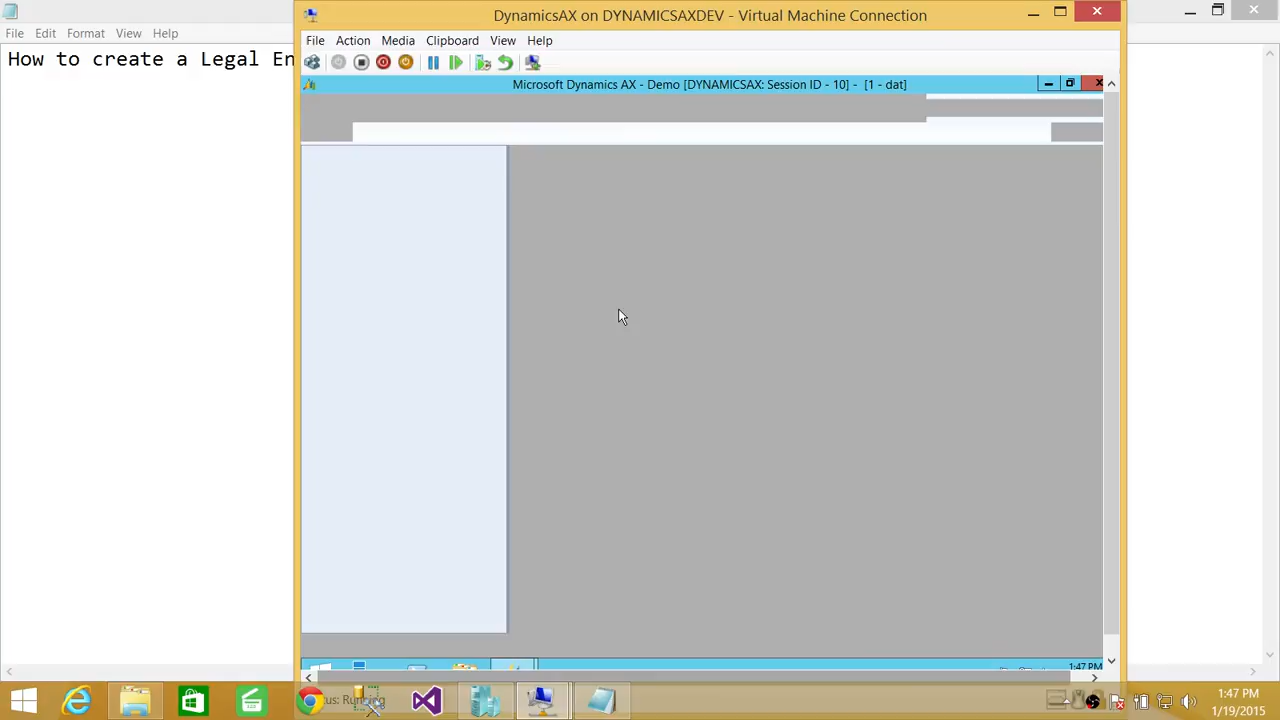 DynamicsAX on DYNAMICSAXDEV - Virtual Machine Connection
File Edit Format View Help
How to create a Legal En
File Action Media Clipboard View Help
Microsoft Dynamics AX - Demo [DYNAMICSAX: Session ID - 10] - [1 - dat]
1:47 PM
tus: Running
1:47 PM
1/19/2015